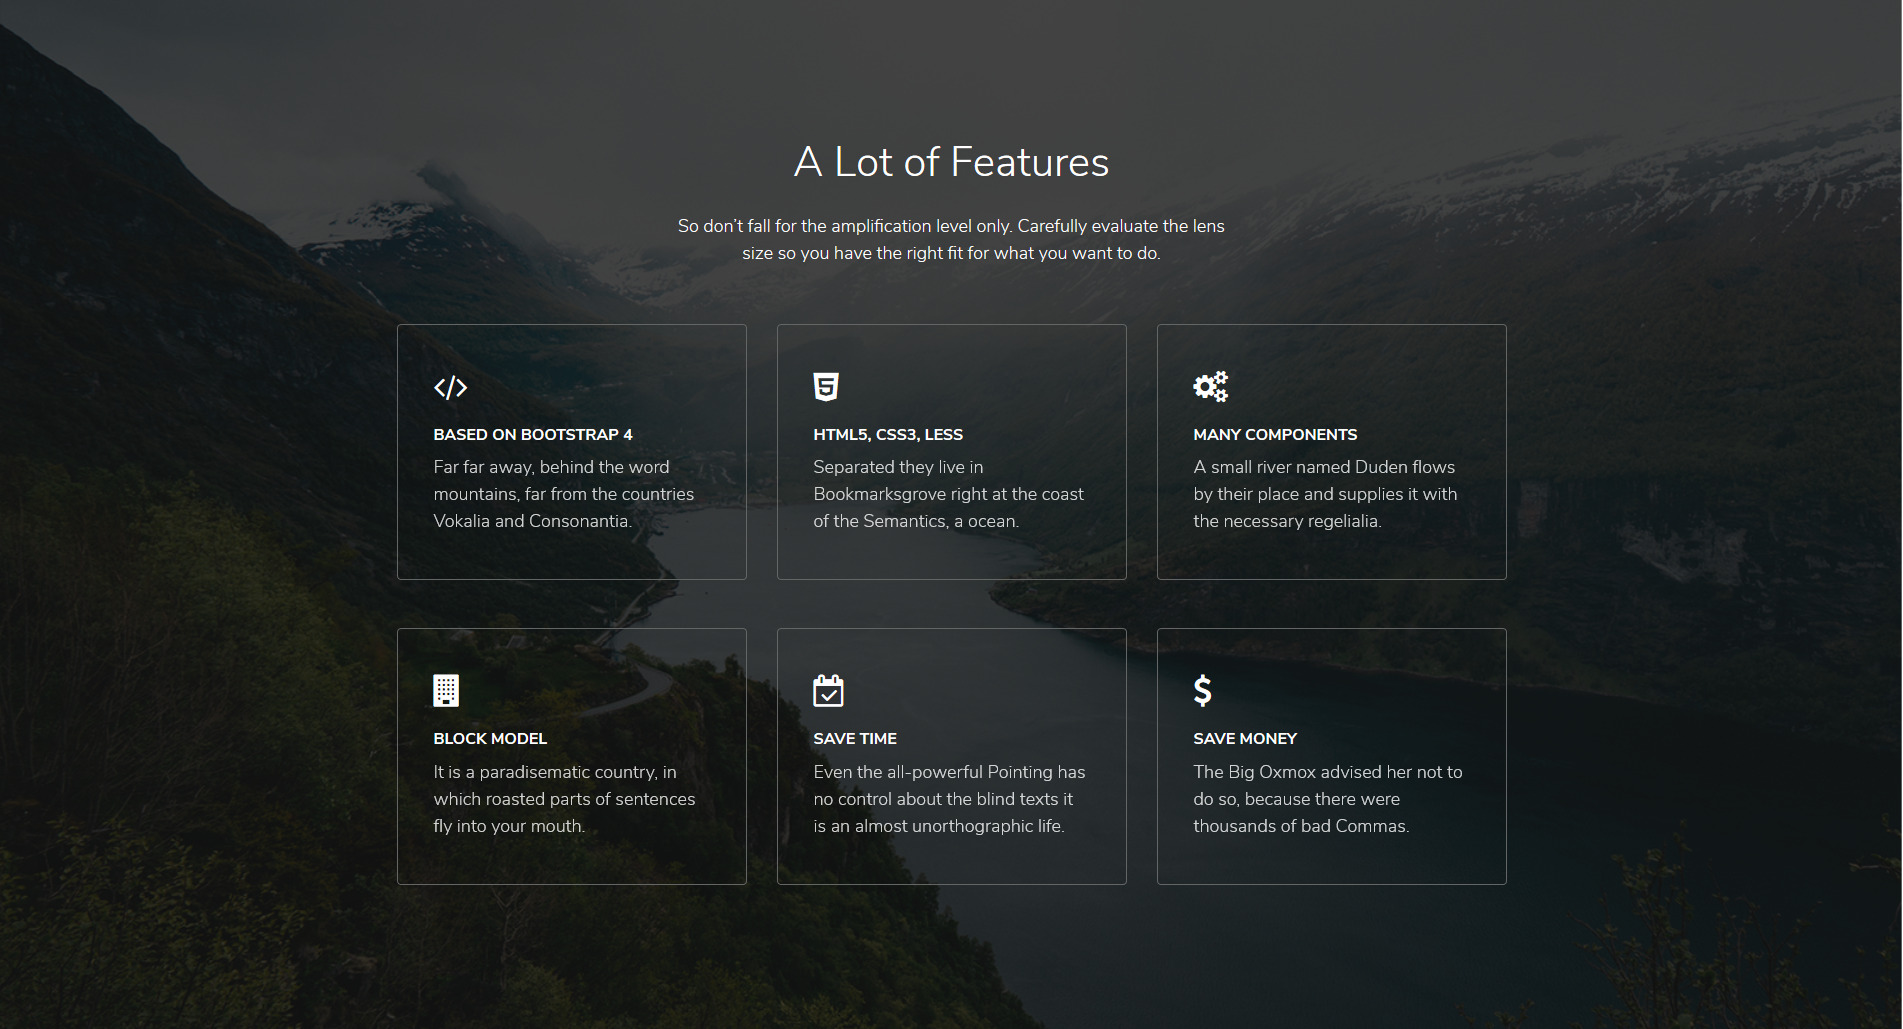 A Lot of Features
So don’t fall for the amplification level only. Carefully evaluate the lens
size so you have the right fit for what you want to do.
BASED ON BOOTSTRAP 4
Far far away, behind the word
mountains, far from the countries
Vokalia and Consonantia.
HTML5, CSS3, LESS
Separated they live in
Bookmarksgrove right at the coast
of the Semantics, a ocean.
MANY COMPONENTS
A small river named Duden flows
by their place and supplies it with
the necessary regelialia.
BLOCK MODEL
It is a paradisematic country, in
which roasted parts of sentences
fly into your mouth.
SAVE TIME
Even the all-powerful Pointing has
no control about the blind texts it
is an almost unorthographic life.
SAVE MONEY
The Big Oxmox advised her not to
do so, because there were
thousands of bad Commas.